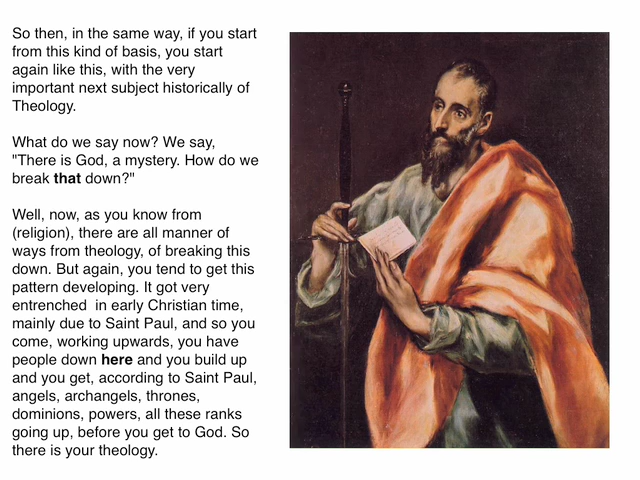 So then, in the same way, if you start
from this kind of basis, you start
again like this, with the very
important next subject historically of
Theology.
What do we say now? We say,
"There is God, a mystery. How do we
break that down?"
Well, now, as you know from
(religion), there are all manner of
ways from theology, of breaking this
down. But again, you tend to get this
pattern developing. It got very
entrenched  in early Christian time,
mainly due to Saint Paul, and so you
come, working upwards, you have
people down here and you build up
and you get, according to Saint Paul,
angels, archangels, thrones,
dominions, powers, all these ranks
going up, before you get to God. So
there is your theology.